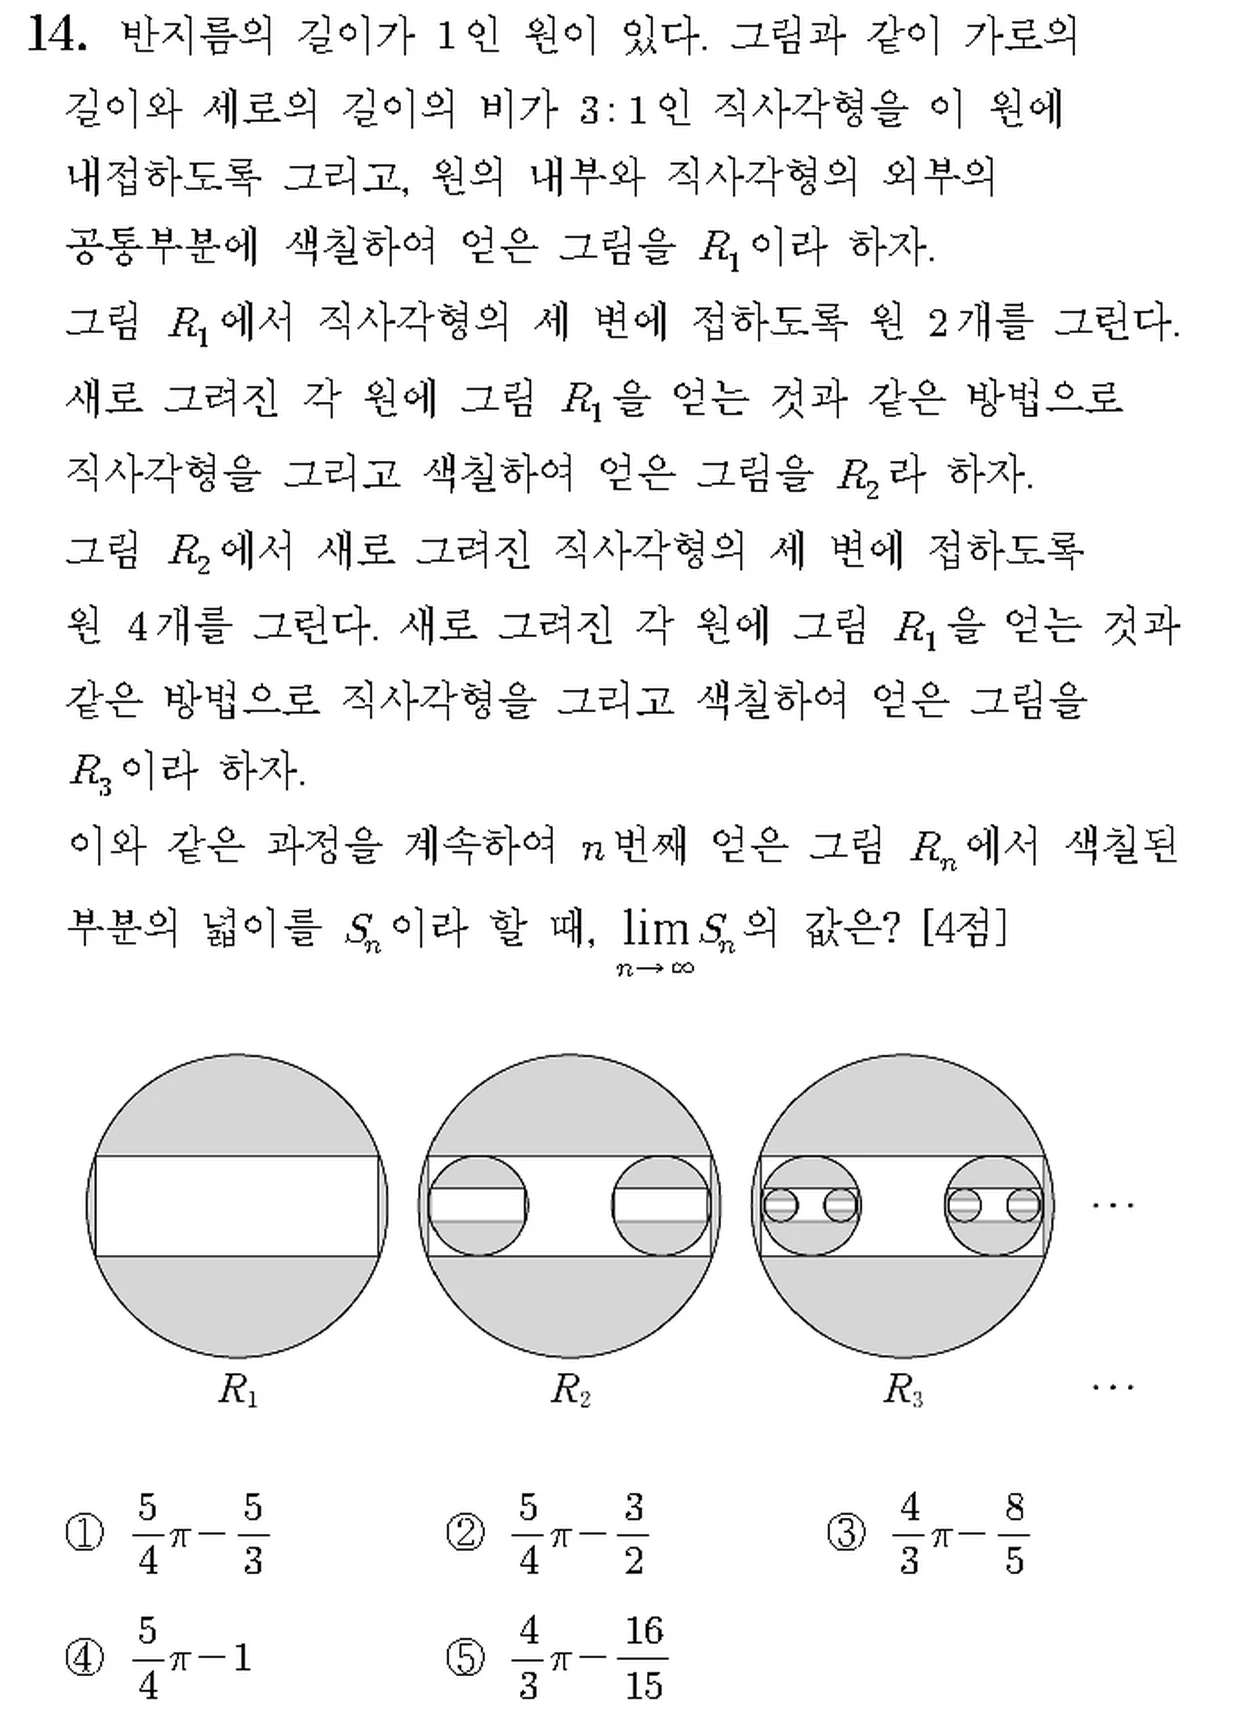 14. 반지름의 길이가 1인 원이 있다. 그림과 같이 가로의
길이와 세로의 길이의 비가 3:1인 직사각형을 이 원에
내접하도록 그리고, 원의 내부와 직사각형의 외부의
공통부분에 색칠하여 얻은 그림을 R₁이라 하자.
그림 R₁에서 직사각형의 세 변에 접하도록 원 2개를 그린다.
새로 그려진 각 원에 그림 R₁을 얻는 것과 같은 방법으로
직사각형을 그리고 색칠하여 얻은 그림을 R₂라 하자.
그림 R₂에서 새로 그려진 직사각형의 세 변에 접하도록
원 4개를 그린다. 새로 그려진 각 원에 그림 R₁을 얻는 것과
같은 방법으로 직사각형을 그리고 색칠하여 얻은 그림을
R₃이라 하자.
이와 같은 과정을 계속하여 n번째 얻은 그림 Rₙ에서 색칠된
부분의 넓이를 Sₙ이라 할 때, lim n→∞ Sₙ의 값은? [4점]
R₁ R₂ R₃ ⋯
① 5/4 π − 5/3 ② 5/4 π − 3/2 ③ 4/3 π − 8/5
④ 5/4 π − 1 ⑤ 4/3 π − 16/15